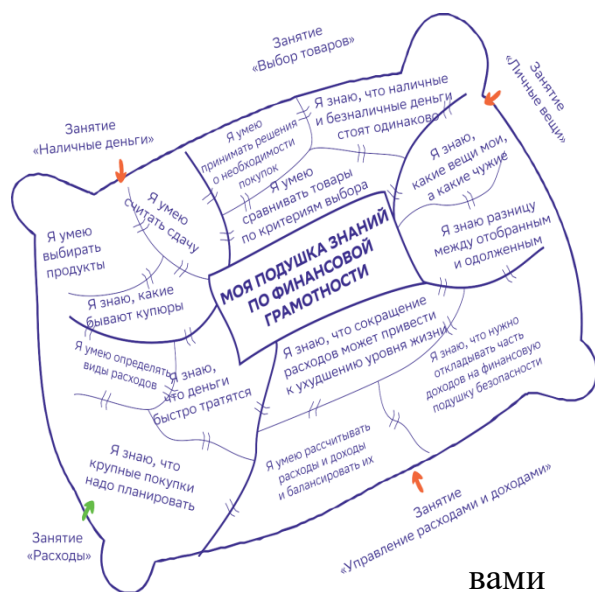 Занятие
«Выбор товаров»
Занятие
«Личные вещи»
Занятие
«Наличные деньги»
Я умею
принимать решения
о необходимости
покупок
Я знаю, что наличные
и безналичные деньги
стоят одинаково
Я умею
сравнивать товары
по критериям выбора
Я знаю,
какие вещи мои,
а какие чужие
Я знаю разницу
между отобранным
и одолженным
Я умею
считать сдачу
Я умею
выбирать
продукты
Я знаю, какие
бывают купюры
МОЯ ПОДУШКА ЗНАНИЙ
ПО ФИНАНСОВОЙ
ГРАМОТНОСТИ
Я умею определять
виды расходов
Я знаю,
что деньги
быстро тратятся
Я знаю, что
крупные покупки
надо планировать
Я знаю, что сокращение
расходов может привести
к ухудшению уровня жизни
Я знаю, что нужно
откладывать часть
доходов на финансовую
подушку безопасности
Я умею рассчитывать
расходы и доходы
и балансировать их
Занятие
«Расходы»
Занятие
«Управление расходами и доходами»
вами